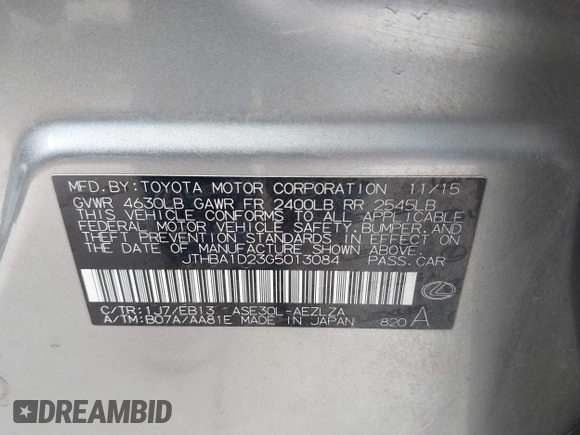 MFD. BY: TOYOTA MOTOR CORPORATION 11/15
GVWR 4630LB GAWR FR 2400LB RR 2545LB
THIS VEHICLE CONFORMS TO ALL APPLICABLE
FEDERAL MOTOR VEHICLE SAFETY, BUMPER, AND
THEFT PREVENTION STANDARDS IN EFFECT ON
THE DATE OF MANUFACTURE SHOWN ABOVE.
JTHBA1D23G5013084 PASS. CAR
C/TR: 1J7/EB13 ASE30L-AEZLZA
A/TM: B07A/AA81E MADE IN JAPAN 820 A
DREAMBID